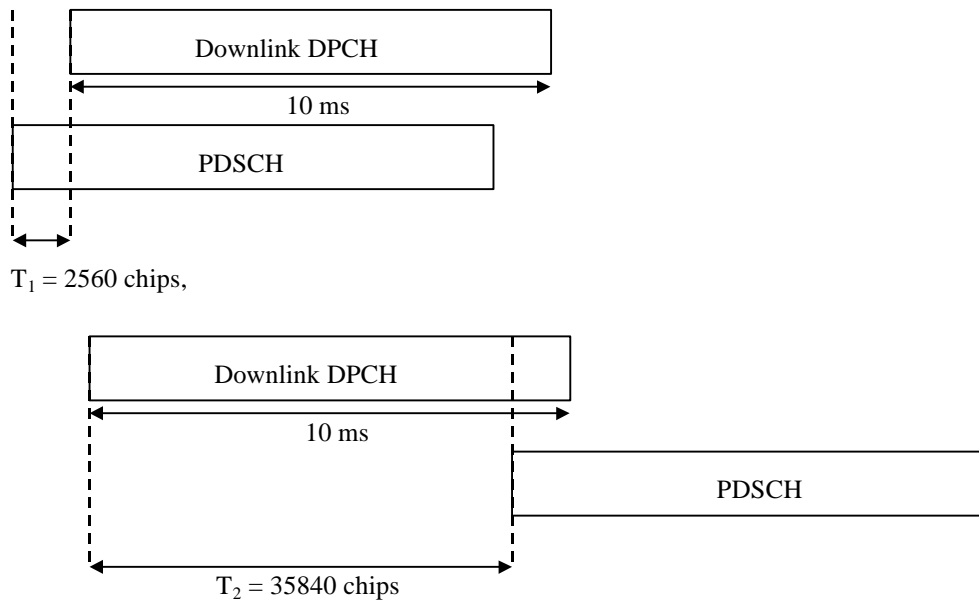 Downlink DPCH
10 ms
PDSCH
T₁ = 2560 chips,
Downlink DPCH
10 ms
PDSCH
T₂ = 35840 chips